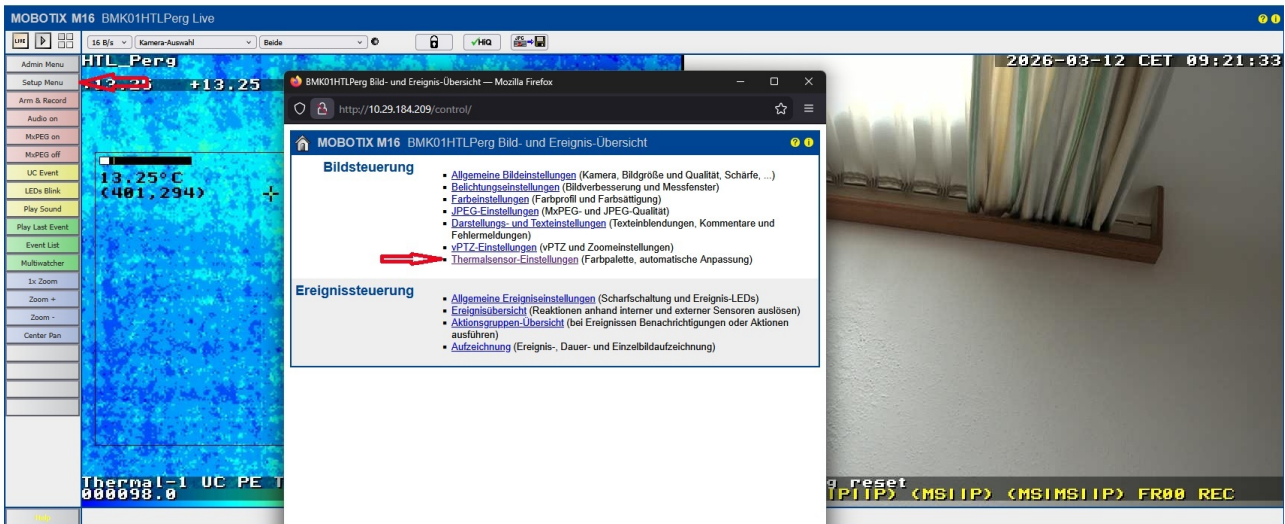 MOBOTIX M16 BMK01HTLPerg Live
LIVE
16 B/s
Kamera-Auswahl
Beide
HiQ
JPG
Admin Menu
Setup Menu
Arm & Record
Audio on
MxPEG on
MxPEG off
UC Event
LEDs Blink
Play Sound
Play Last Event
Event List
Multiwatcher
1x Zoom
Zoom +
Zoom -
Center Pan
Help
HTL_Perg
+13.25
13.25°C
(401,294)
Thermal-1 UC PE T
000098.0
BMK01HTLPerg Bild- und Ereignis-Übersicht — Mozilla Firefox
http://10.29.184.209/control/
MOBOTIX M16 BMK01HTLPerg Bild- und Ereignis-Übersicht
Bildsteuerung
Allgemeine Bildeinstellungen (Kamera, Bildgröße und Qualität, Schärfe, ...)
Belichtungseinstellungen (Bildverbesserung und Messfenster)
Farbeinstellungen (Farbprofil und Farbsättigung)
JPEG-Einstellungen (MxPEG- und JPEG-Qualität)
Darstellungs- und Texteinstellungen (Texteinblendungen, Kommentare und
Fehlermeldungen)
vPTZ-Einstellungen (vPTZ und Zoomeinstellungen)
Thermalsensor-Einstellungen (Farbpalette, automatische Anpassung)
Ereignissteuerung
Allgemeine Ereigniseinstellungen (Scharfschaltung und Ereignis-LEDs)
Ereignisübersicht (Reaktionen anhand interner und externer Sensoren auslösen)
Aktionsgruppen-Übersicht (bei Ereignissen Benachrichtigungen oder Aktionen
ausführen)
Aufzeichnung (Ereignis-, Dauer- und Einzelbildaufzeichnung)
2026-03-12 CET 09:21:33
g reset
(MSIIP) (MSIMSIIP) FR00 REC